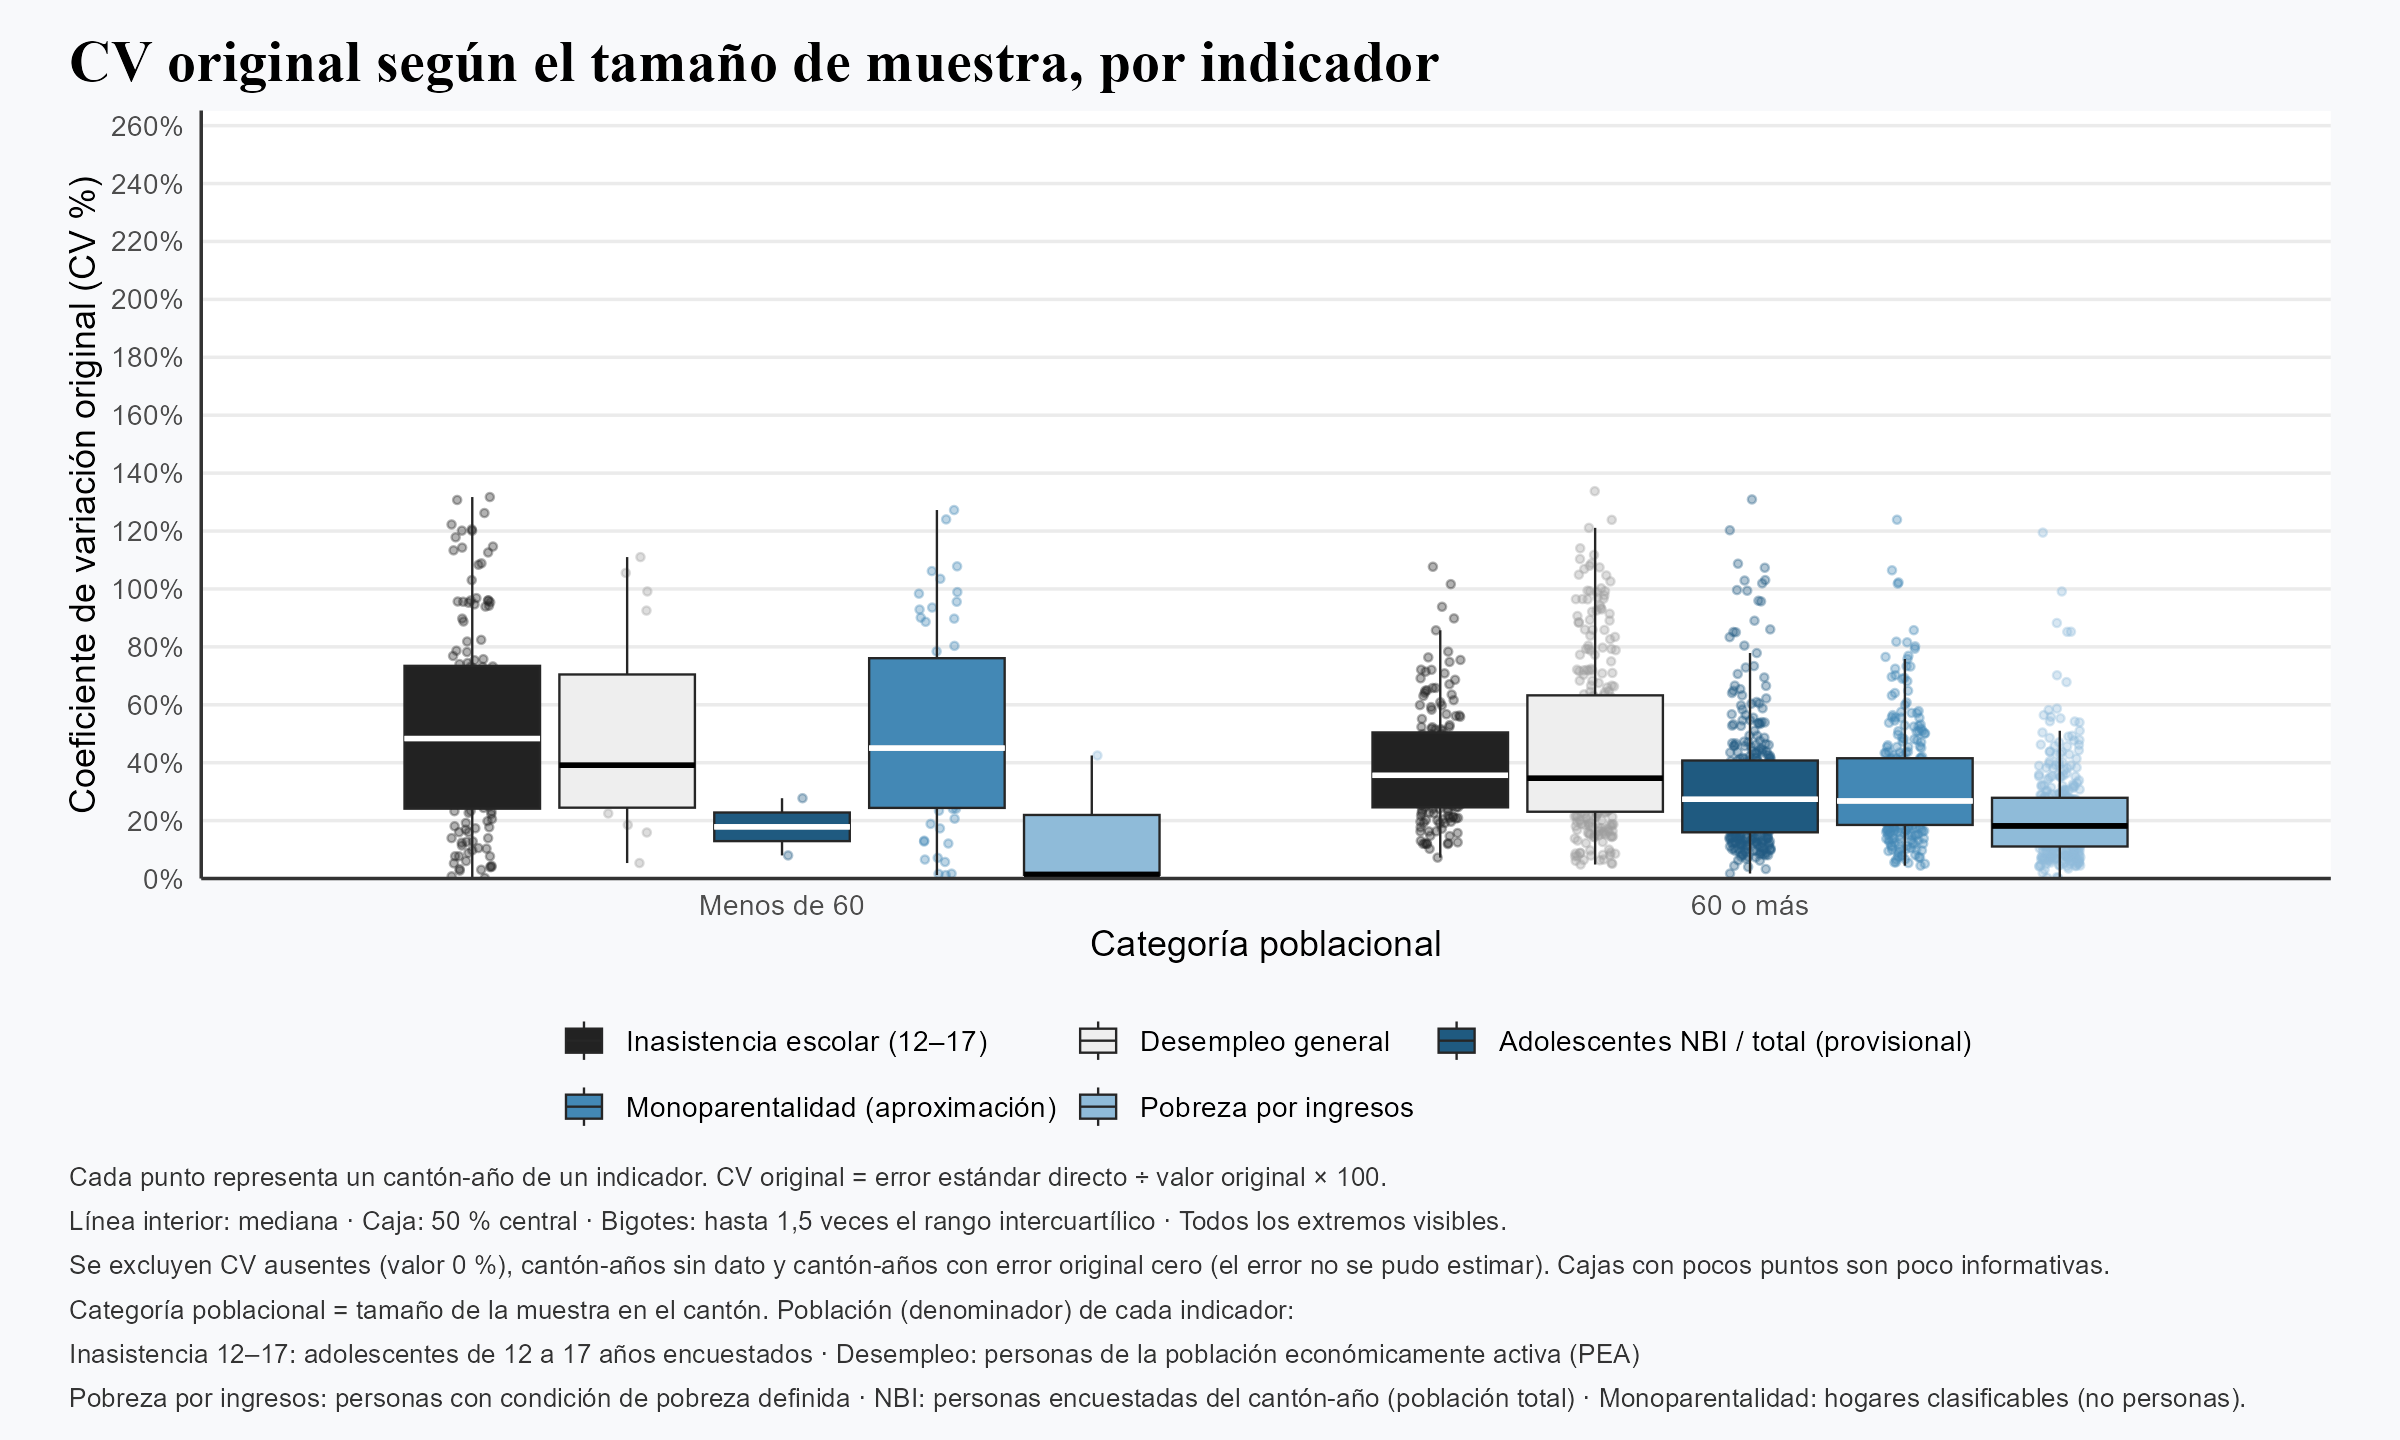 CV original según el tamaño de muestra, por indicador
Coeficiente de variación original (CV %)
260%
240%
220%
200%
180%
160%
140%
120%
100%
80%
60%
40%
20%
0%
Menos de 60
60 o más
Categoría poblacional
Inasistencia escolar (12–17)
Desempleo general
Adolescentes NBI / total (provisional)
Monoparentalidad (aproximación)
Pobreza por ingresos
Cada punto representa un cantón-año de un indicador. CV original = error estándar directo ÷ valor original × 100.
Línea interior: mediana · Caja: 50 % central · Bigotes: hasta 1,5 veces el rango intercuartílico · Todos los extremos visibles.
Se excluyen CV ausentes (valor 0 %), cantón-años sin dato y cantón-años con error original cero (el error no se pudo estimar). Cajas con pocos puntos son poco informativas.
Categoría poblacional = tamaño de la muestra en el cantón. Población (denominador) de cada indicador:
Inasistencia 12–17: adolescentes de 12 a 17 años encuestados · Desempleo: personas de la población económicamente activa (PEA)
Pobreza por ingresos: personas con condición de pobreza definida · NBI: personas encuestadas del cantón-año (población total) · Monoparentalidad: hogares clasificables (no personas).